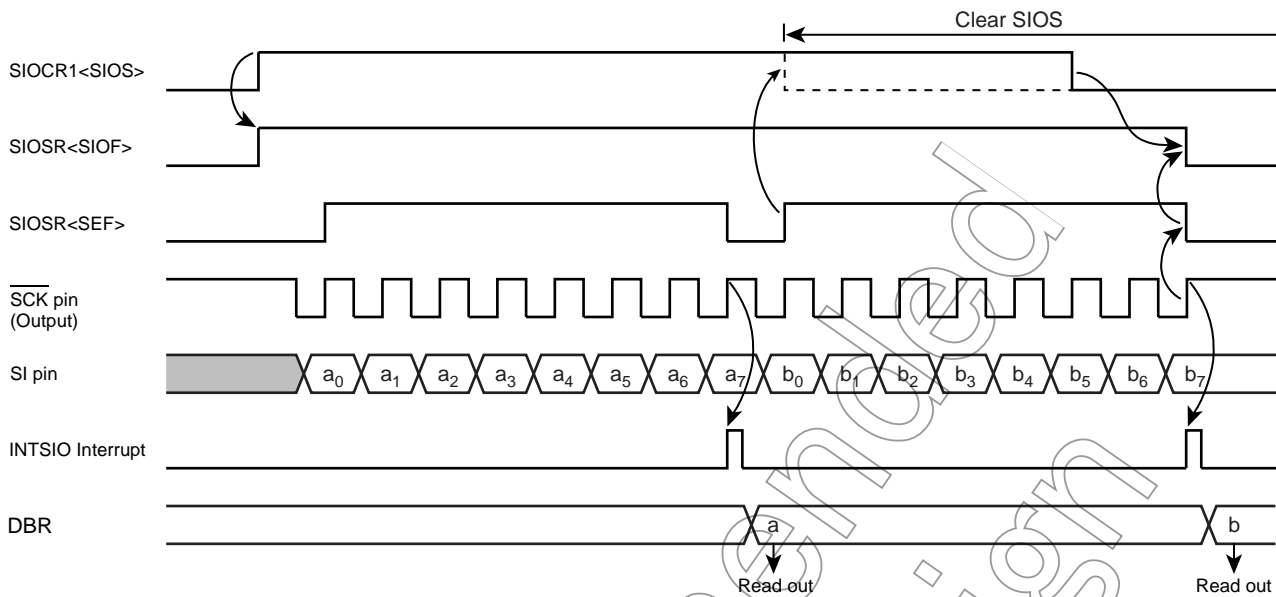 Clear SIOS
SIOCR1<SIOS>
SIOSR<SIOF>
SIOSR<SEF>
SCK pin
(Output)
SI pin
a0 a1 a2 a3 a4 a5 a6 a7 b0 b1 b2 b3 b4 b5 b6 b7
INTSIO Interrupt
DBR
a b
Read out Read out